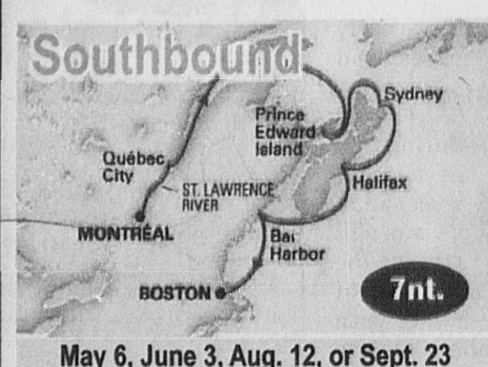 Southbound
Sydney
Prince
Edward
Island
Québec
City
ST. LAWRENCE
RIVER
Halifax
MONTRÉAL
Bar
Harbor
BOSTON
7nt.
May 6, June 3, Aug. 12, or Sept. 23